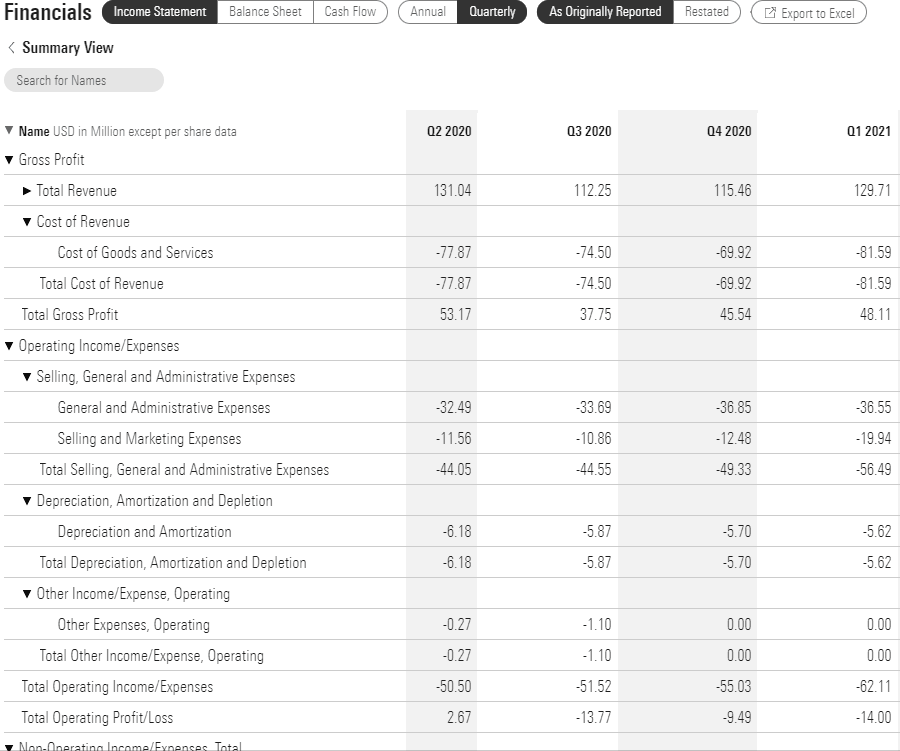 Financials Income Statement Balance Sheet Cash Flow Annual Quarterly As Originally Reported Restated Export to Excel
Summary View
Search for Names
Name USD in Million except per share data Q2 2020 Q3 2020 Q4 2020 Q1 2021
Gross Profit
Total Revenue 131.04 112.25 115.46 129.71
Cost of Revenue
Cost of Goods and Services -77.87 -74.50 -69.92 -81.59
Total Cost of Revenue -77.87 -74.50 -69.92 -81.59
Total Gross Profit 53.17 37.75 45.54 48.11
Operating Income/Expenses
Selling, General and Administrative Expenses
General and Administrative Expenses -32.49 -33.69 -36.85 -36.55
Selling and Marketing Expenses -11.56 -10.86 -12.48 -19.94
Total Selling, General and Administrative Expenses -44.05 -44.55 -49.33 -56.49
Depreciation, Amortization and Depletion
Depreciation and Amortization -6.18 -5.87 -5.70 -5.62
Total Depreciation, Amortization and Depletion -6.18 -5.87 -5.70 -5.62
Other Income/Expense, Operating
Other Expenses, Operating -0.27 -1.10 0.00 0.00
Total Other Income/Expense, Operating -0.27 -1.10 0.00 0.00
Total Operating Income/Expenses -50.50 -51.52 -55.03 -62.11
Total Operating Profit/Loss 2.67 -13.77 -9.49 -14.00
Non-Operating Income/Expenses, Total